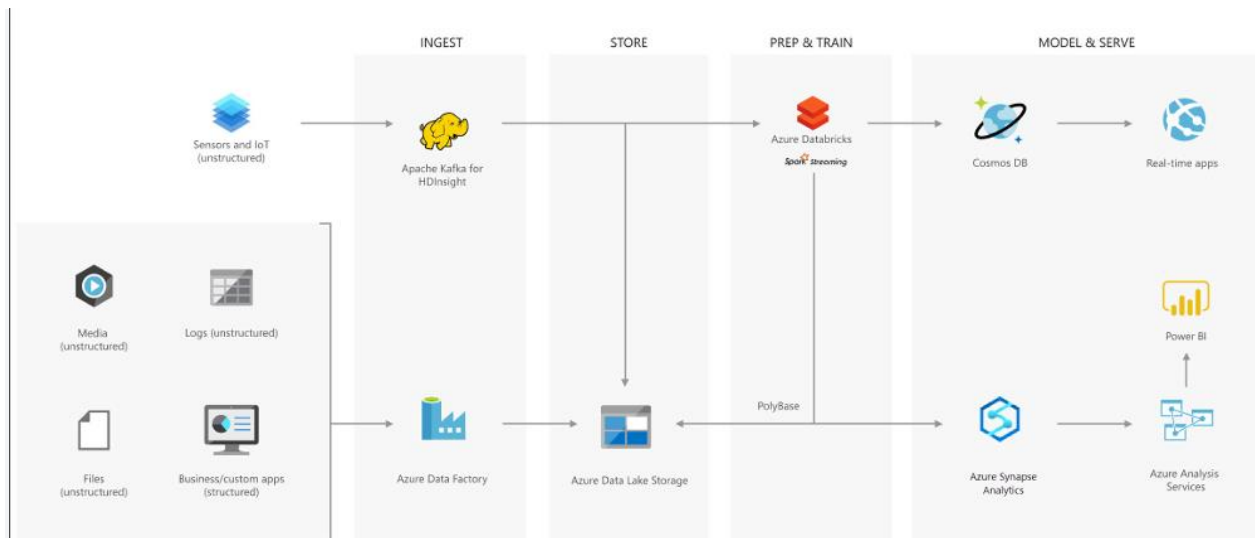 INGEST
STORE
PREP & TRAIN
MODEL & SERVE
Sensors and IoT
(unstructured)
Apache Kafka for
HDInsight
Azure Databricks
Spark Streaming
Cosmos DB
Real-time apps
Media
(unstructured)
Logs (unstructured)
Power BI
Files
(unstructured)
Business/custom apps
(structured)
Azure Data Factory
Azure Data Lake Storage
PolyBase
Azure Synapse
Analytics
Azure Analysis
Services